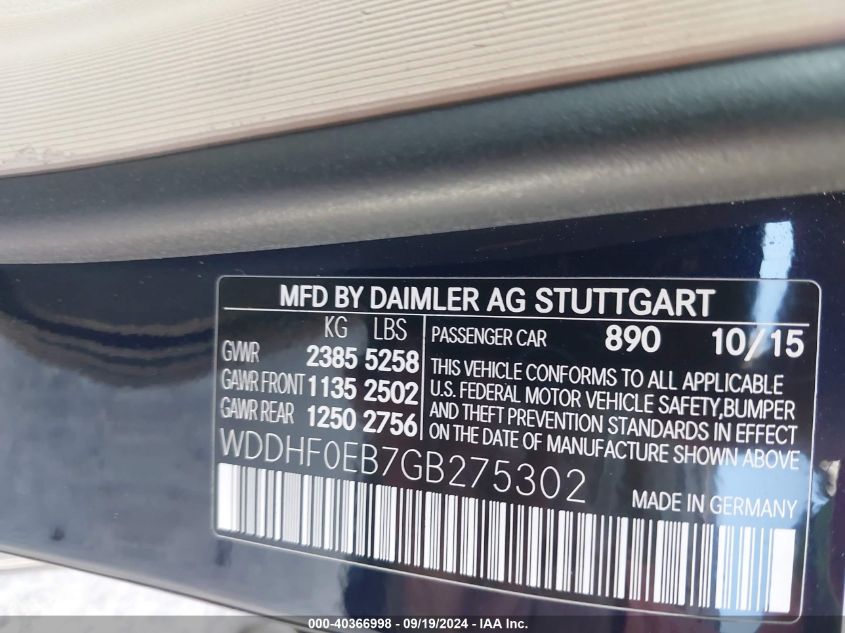 MFD BY DAIMLER AG STUTTGART
KG LBS
GVWR 2385 5258
GAWR FRONT 1135 2502
GAWR REAR 1250 2756
PASSENGER CAR 890 10/15
THIS VEHICLE CONFORMS TO ALL APPLICABLE
U.S. FEDERAL MOTOR VEHICLE SAFETY,BUMPER
AND THEFT PREVENTION STANDARDS IN EFFECT
ON THE DATE OF MANUFACTURE SHOWN ABOVE
WDDHF0EB7GB275302
MADE IN GERMANY
000-40366998 - 09/19/2024 - IAA Inc.